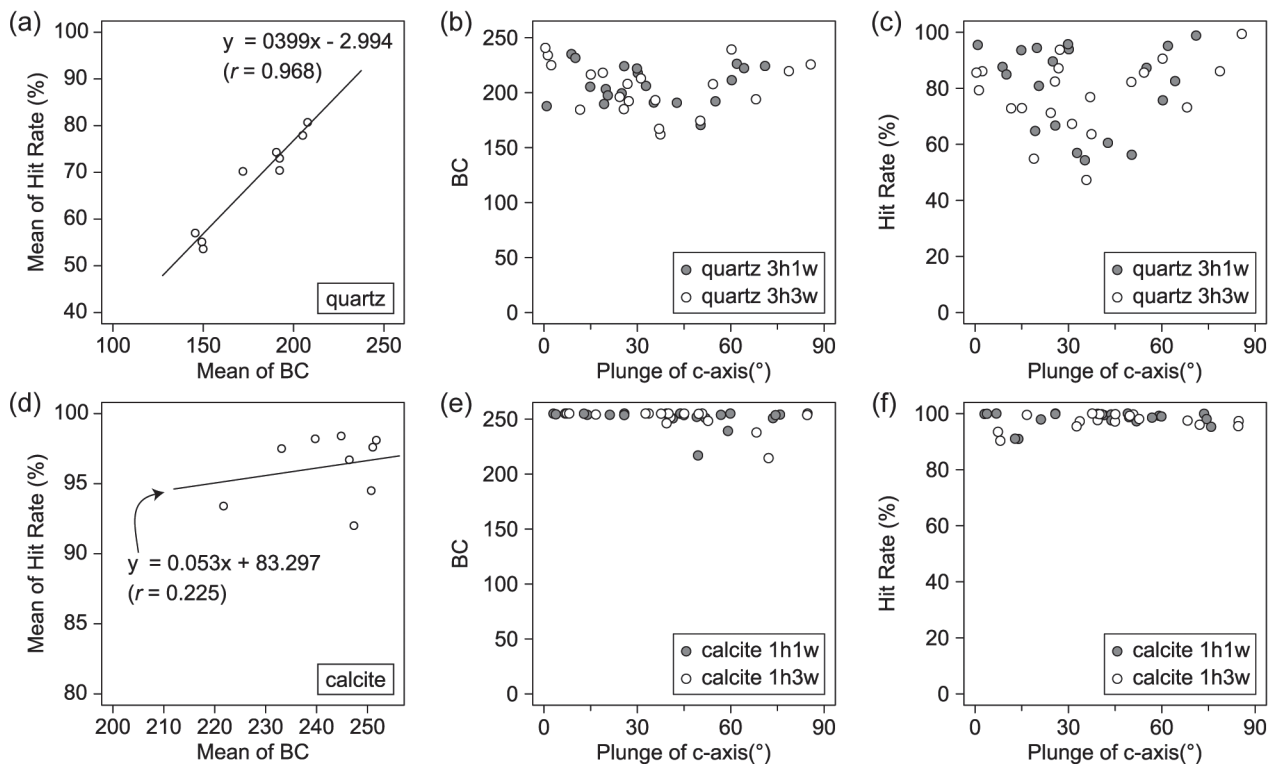 (a)
100
90
80
70
60
50
40
Mean of Hit Rate (%)
y = 0399x - 2.994
(r = 0.968)
quartz
100 150 200 250
Mean of BC
(b)
250
200
150
100
50
0
BC
quartz 3h1w
quartz 3h3w
0 30 60 90
Plunge of c-axis(°)
(c)
100
80
60
40
20
0
Hit Rate (%)
quartz 3h1w
quartz 3h3w
0 30 60 90
Plunge of c-axis(°)
(d)
100
95
90
85
80
Mean of Hit Rate (%)
y = 0.053x + 83.297
(r = 0.225)
calcite
200 210 220 230 240 250
Mean of BC
(e)
250
200
150
100
50
0
BC
calcite 1h1w
calcite 1h3w
0 30 60 90
Plunge of c-axis(°)
(f)
100
80
60
40
20
0
Hit Rate (%)
calcite 1h1w
calcite 1h3w
0 30 60 90
Plunge of c-axis(°)